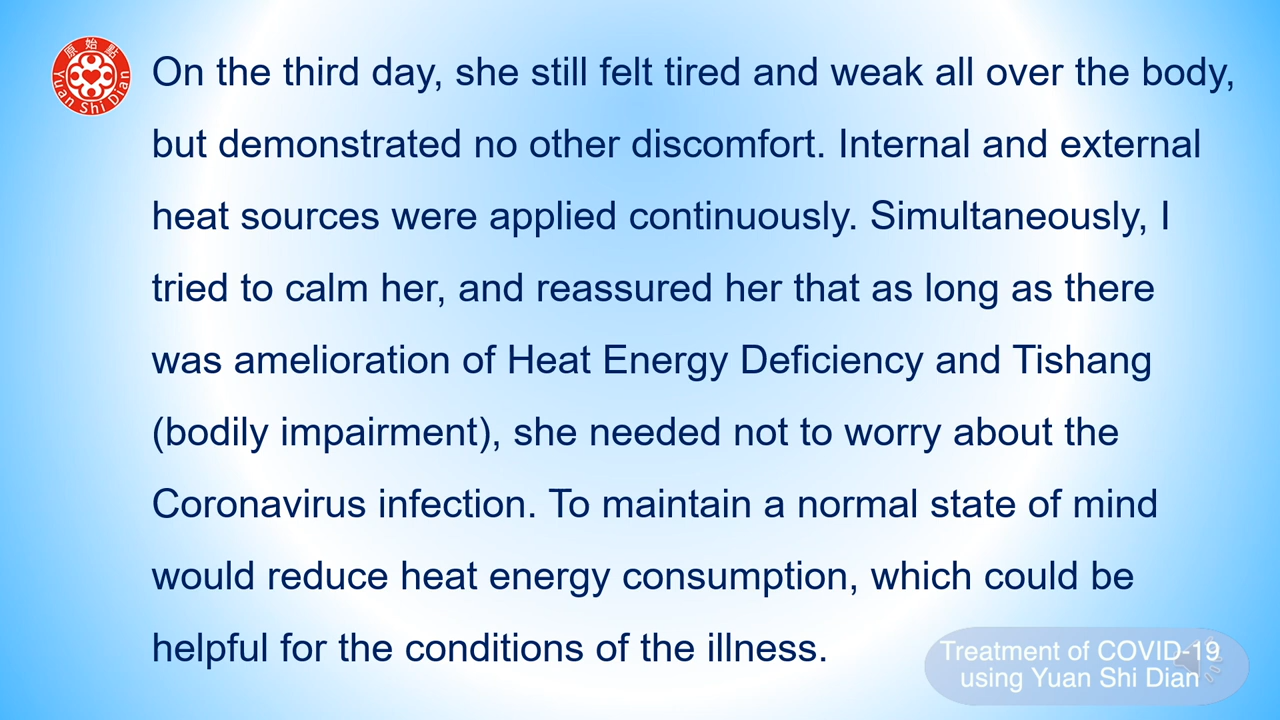 原始點
Yuan Shi Dian
On the third day, she still felt tired and weak all over the body,
but demonstrated no other discomfort. Internal and external
heat sources were applied continuously. Simultaneously, I
tried to calm her, and reassured her that as long as there
was amelioration of Heat Energy Deficiency and Tishang
(bodily impairment), she needed not to worry about the
Coronavirus infection. To maintain a normal state of mind
would reduce heat energy consumption, which could be
helpful for the conditions of the illness.
Treatment of COVID-19
using Yuan Shi Dian